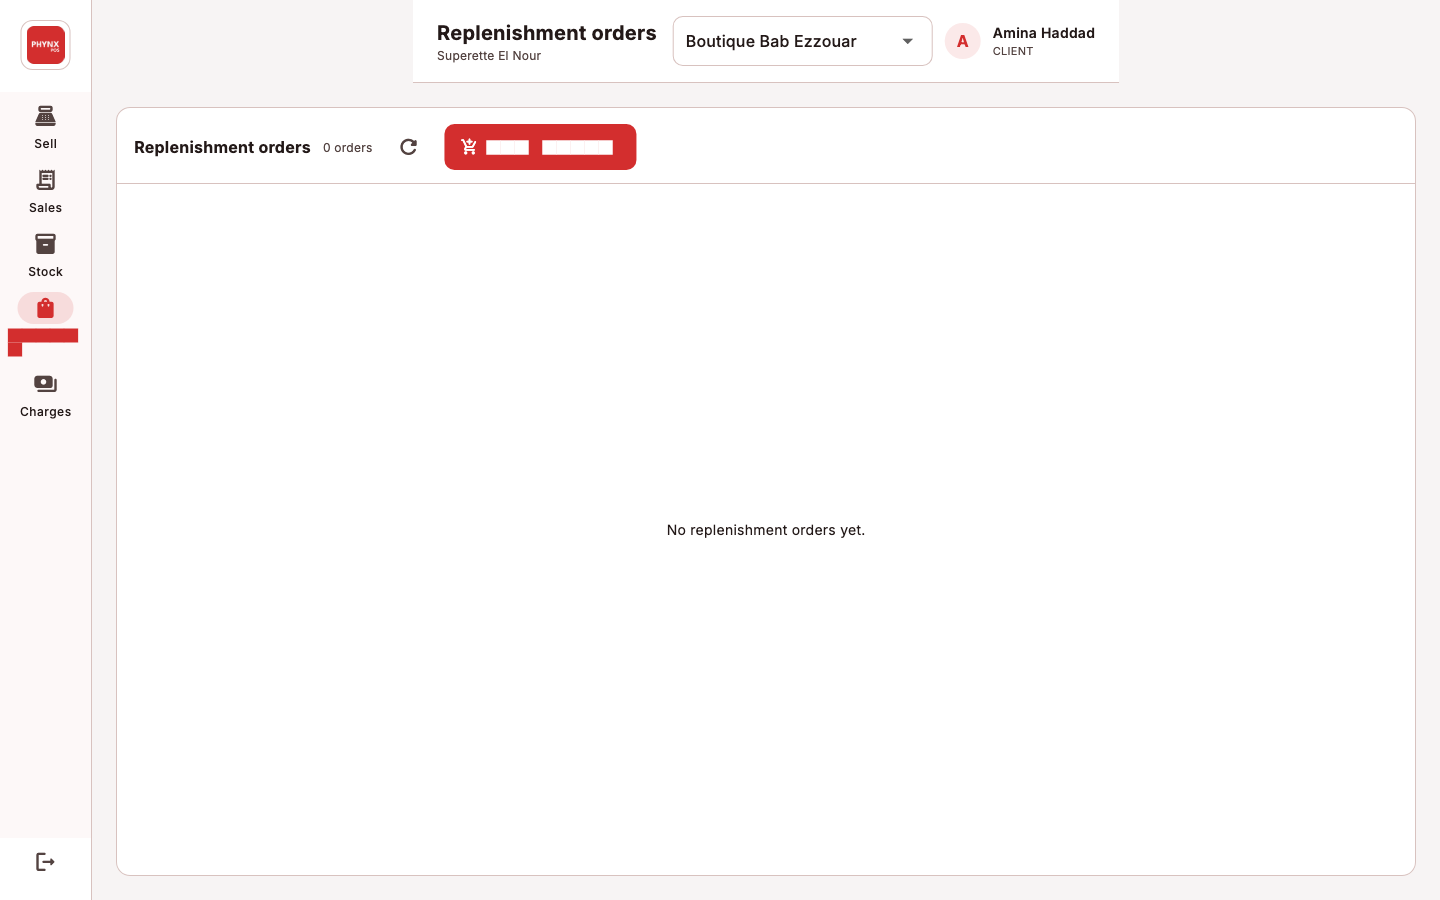 PHYNX
POS
Replenishment orders
Superette El Nour
Boutique Bab Ezzouar
A
Amina Haddad
CLIENT
Sell
Sales
Stock
Charges
Replenishment orders
0 orders
No replenishment orders yet.